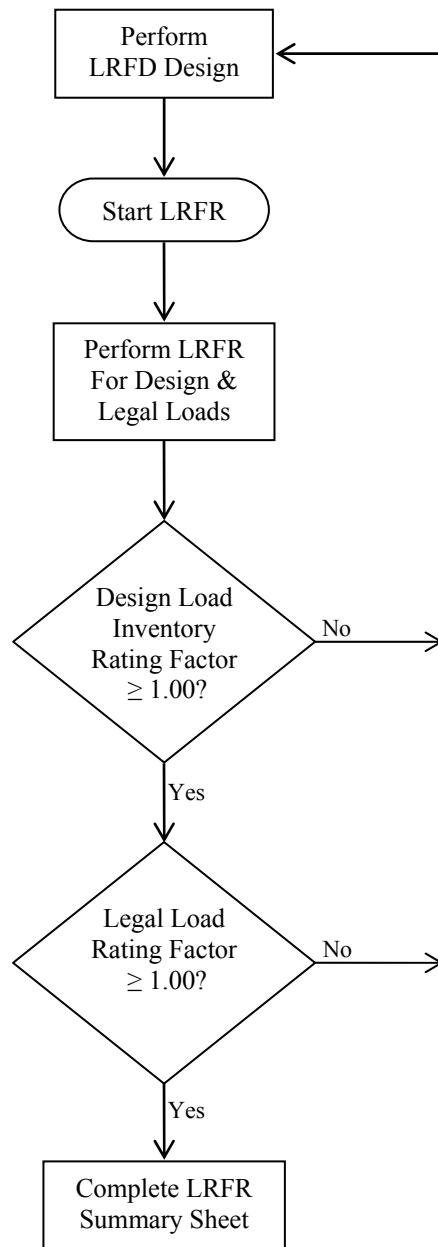 Perform
LRFD Design
Start LRFR
Perform LRFR
For Design &
Legal Loads
Design Load
Inventory
Rating Factor
≥ 1.00?
No
Yes
Legal Load
Rating Factor
≥ 1.00?
No
Yes
Complete LRFR
Summary Sheet